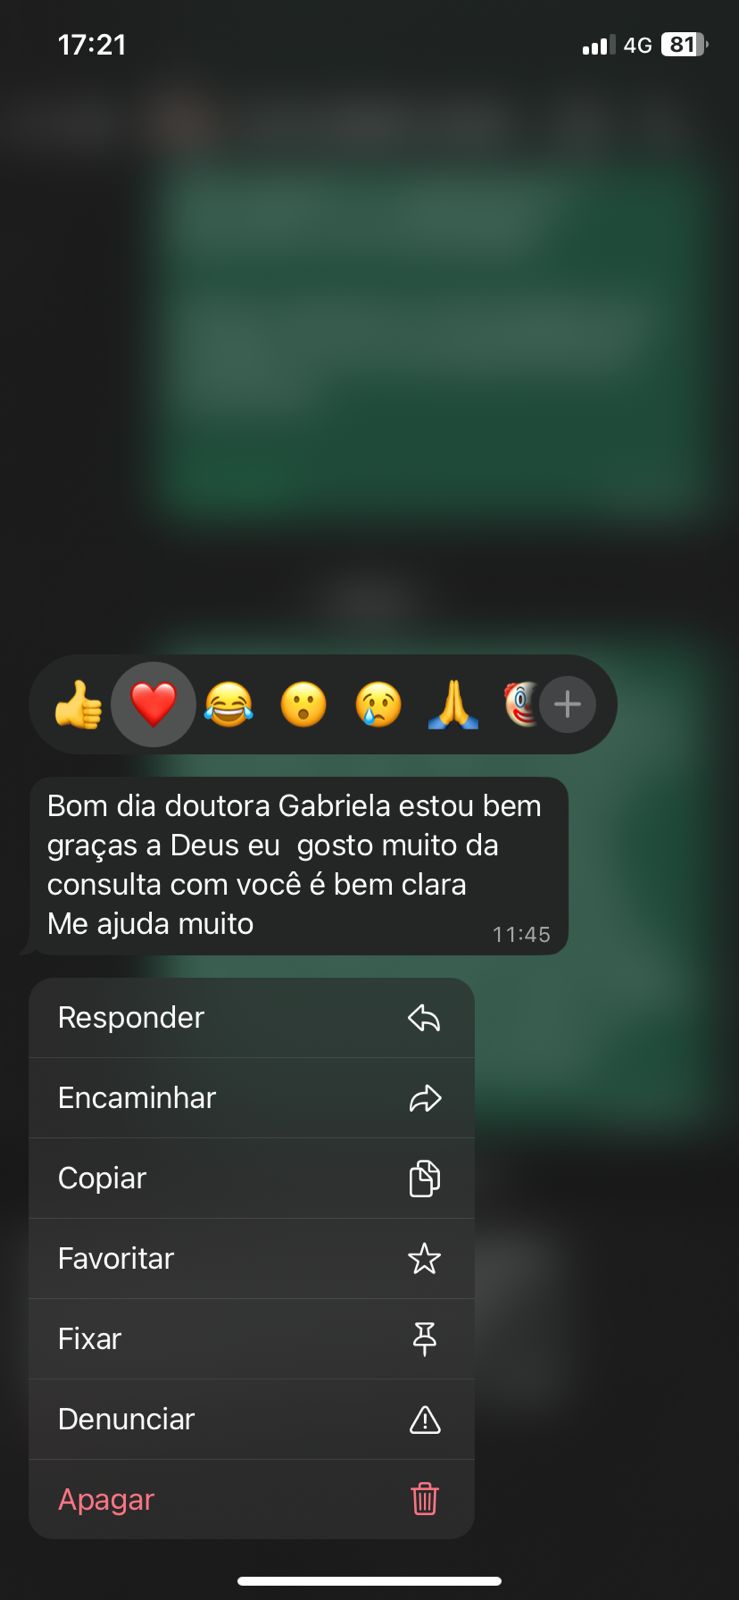 17:21
4G 81
Bom dia doutora Gabriela estou bem
graças a Deus eu  gosto muito da
consulta com você é bem clara
Me ajuda muito
11:45
Responder
Encaminhar
Copiar
Favoritar
Fixar
Denunciar
Apagar